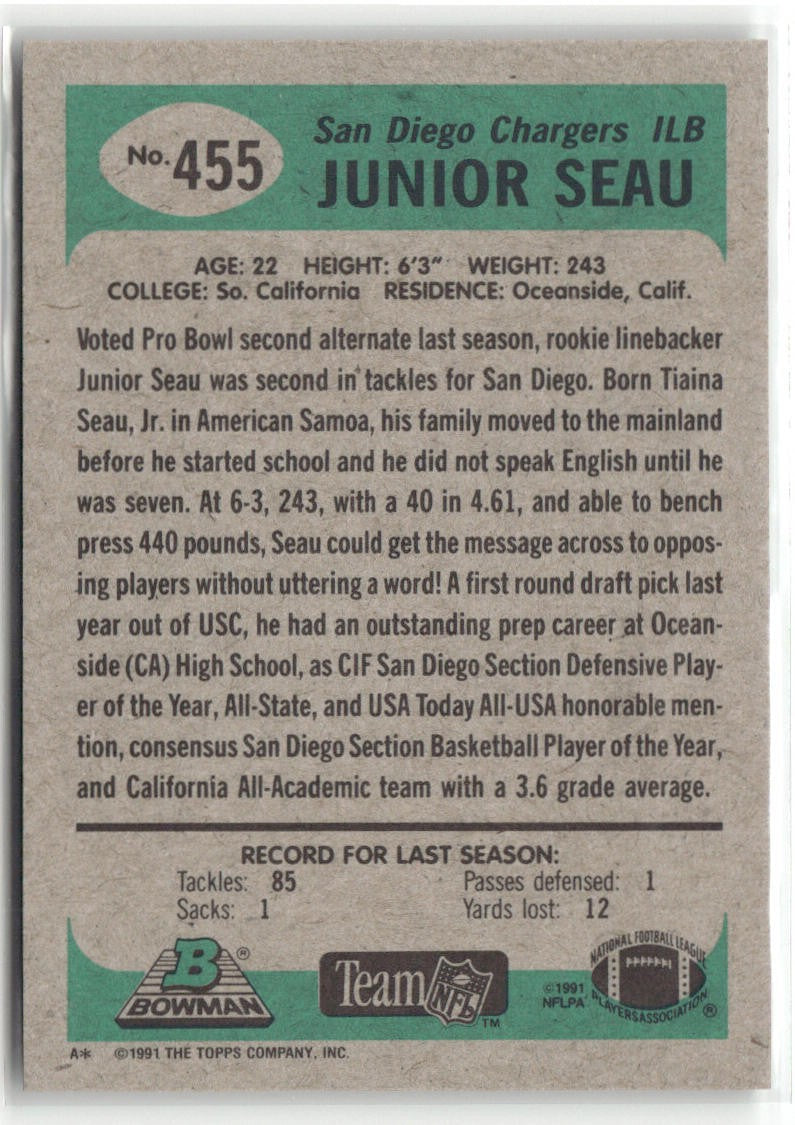 No. 455
San Diego Chargers ILB
JUNIOR SEAU
AGE: 22 HEIGHT: 6'3" WEIGHT: 243
COLLEGE: So. California RESIDENCE: Oceanside, Calif.
Voted Pro Bowl second alternate last season, rookie linebacker
Junior Seau was second in tackles for San Diego. Born Tiaina
Seau, Jr. in American Samoa, his family moved to the mainland
before he started school and he did not speak English until he
was seven. At 6-3, 243, with a 40 in 4.61, and able to bench
press 440 pounds, Seau could get the message across to oppos-
ing players without uttering a word! A first round draft pick last
year out of USC, he had an outstanding prep career at Ocean-
side (CA) High School, as CIF San Diego Section Defensive Play-
er of the Year, All-State, and USA Today All-USA honorable men-
tion, consensus San Diego Section Basketball Player of the Year,
and California All-Academic team with a 3.6 grade average.
RECORD FOR LAST SEASON:
Tackles: 85 Passes defensed: 1
Sacks: 1 Yards lost: 12
B ®
BOWMAN
Team NFL ™
©1991
NFLPA
NATIONAL FOOTBALL LEAGUE
PLAYERS ASSOCIATION ®
A* ©1991 THE TOPPS COMPANY, INC.